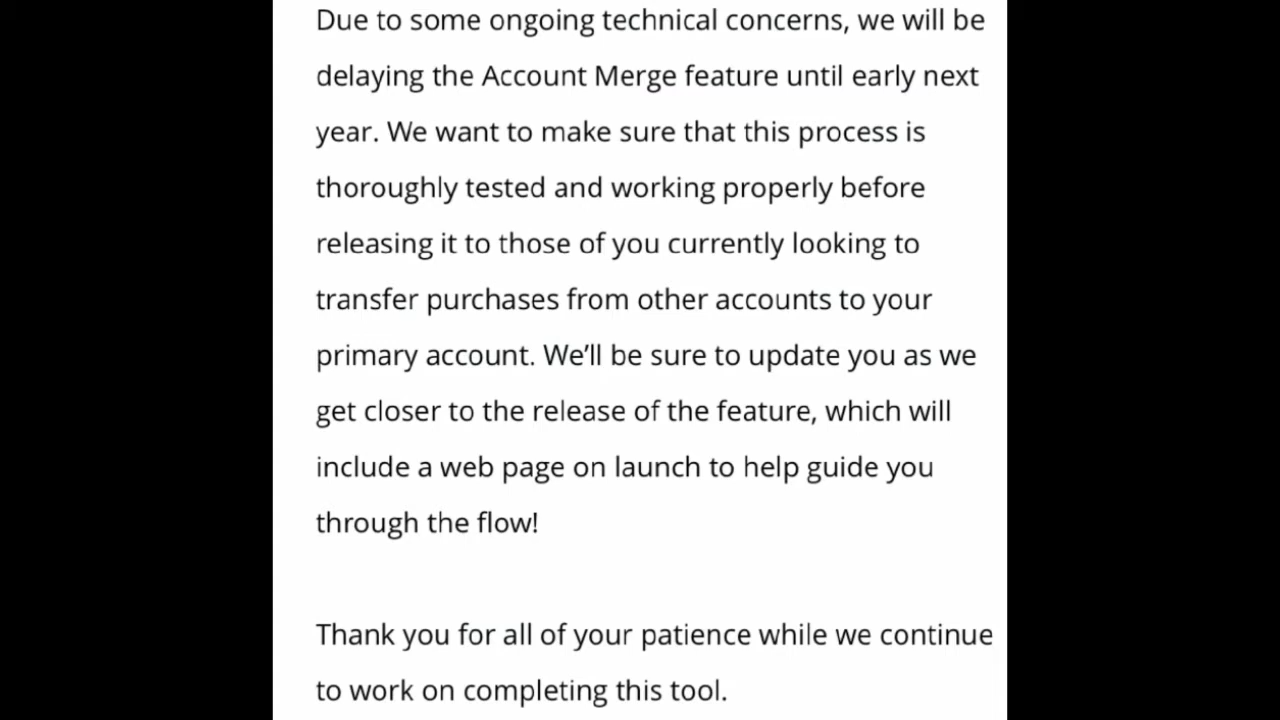 Due to some ongoing technical concerns, we will be
delaying the Account Merge feature until early next
year. We want to make sure that this process is
thoroughly tested and working properly before
releasing it to those of you currently looking to
transfer purchases from other accounts to your
primary account. We’ll be sure to update you as we
get closer to the release of the feature, which will
include a web page on launch to help guide you
through the flow!
Thank you for all of your patience while we continue
to work on completing this tool.